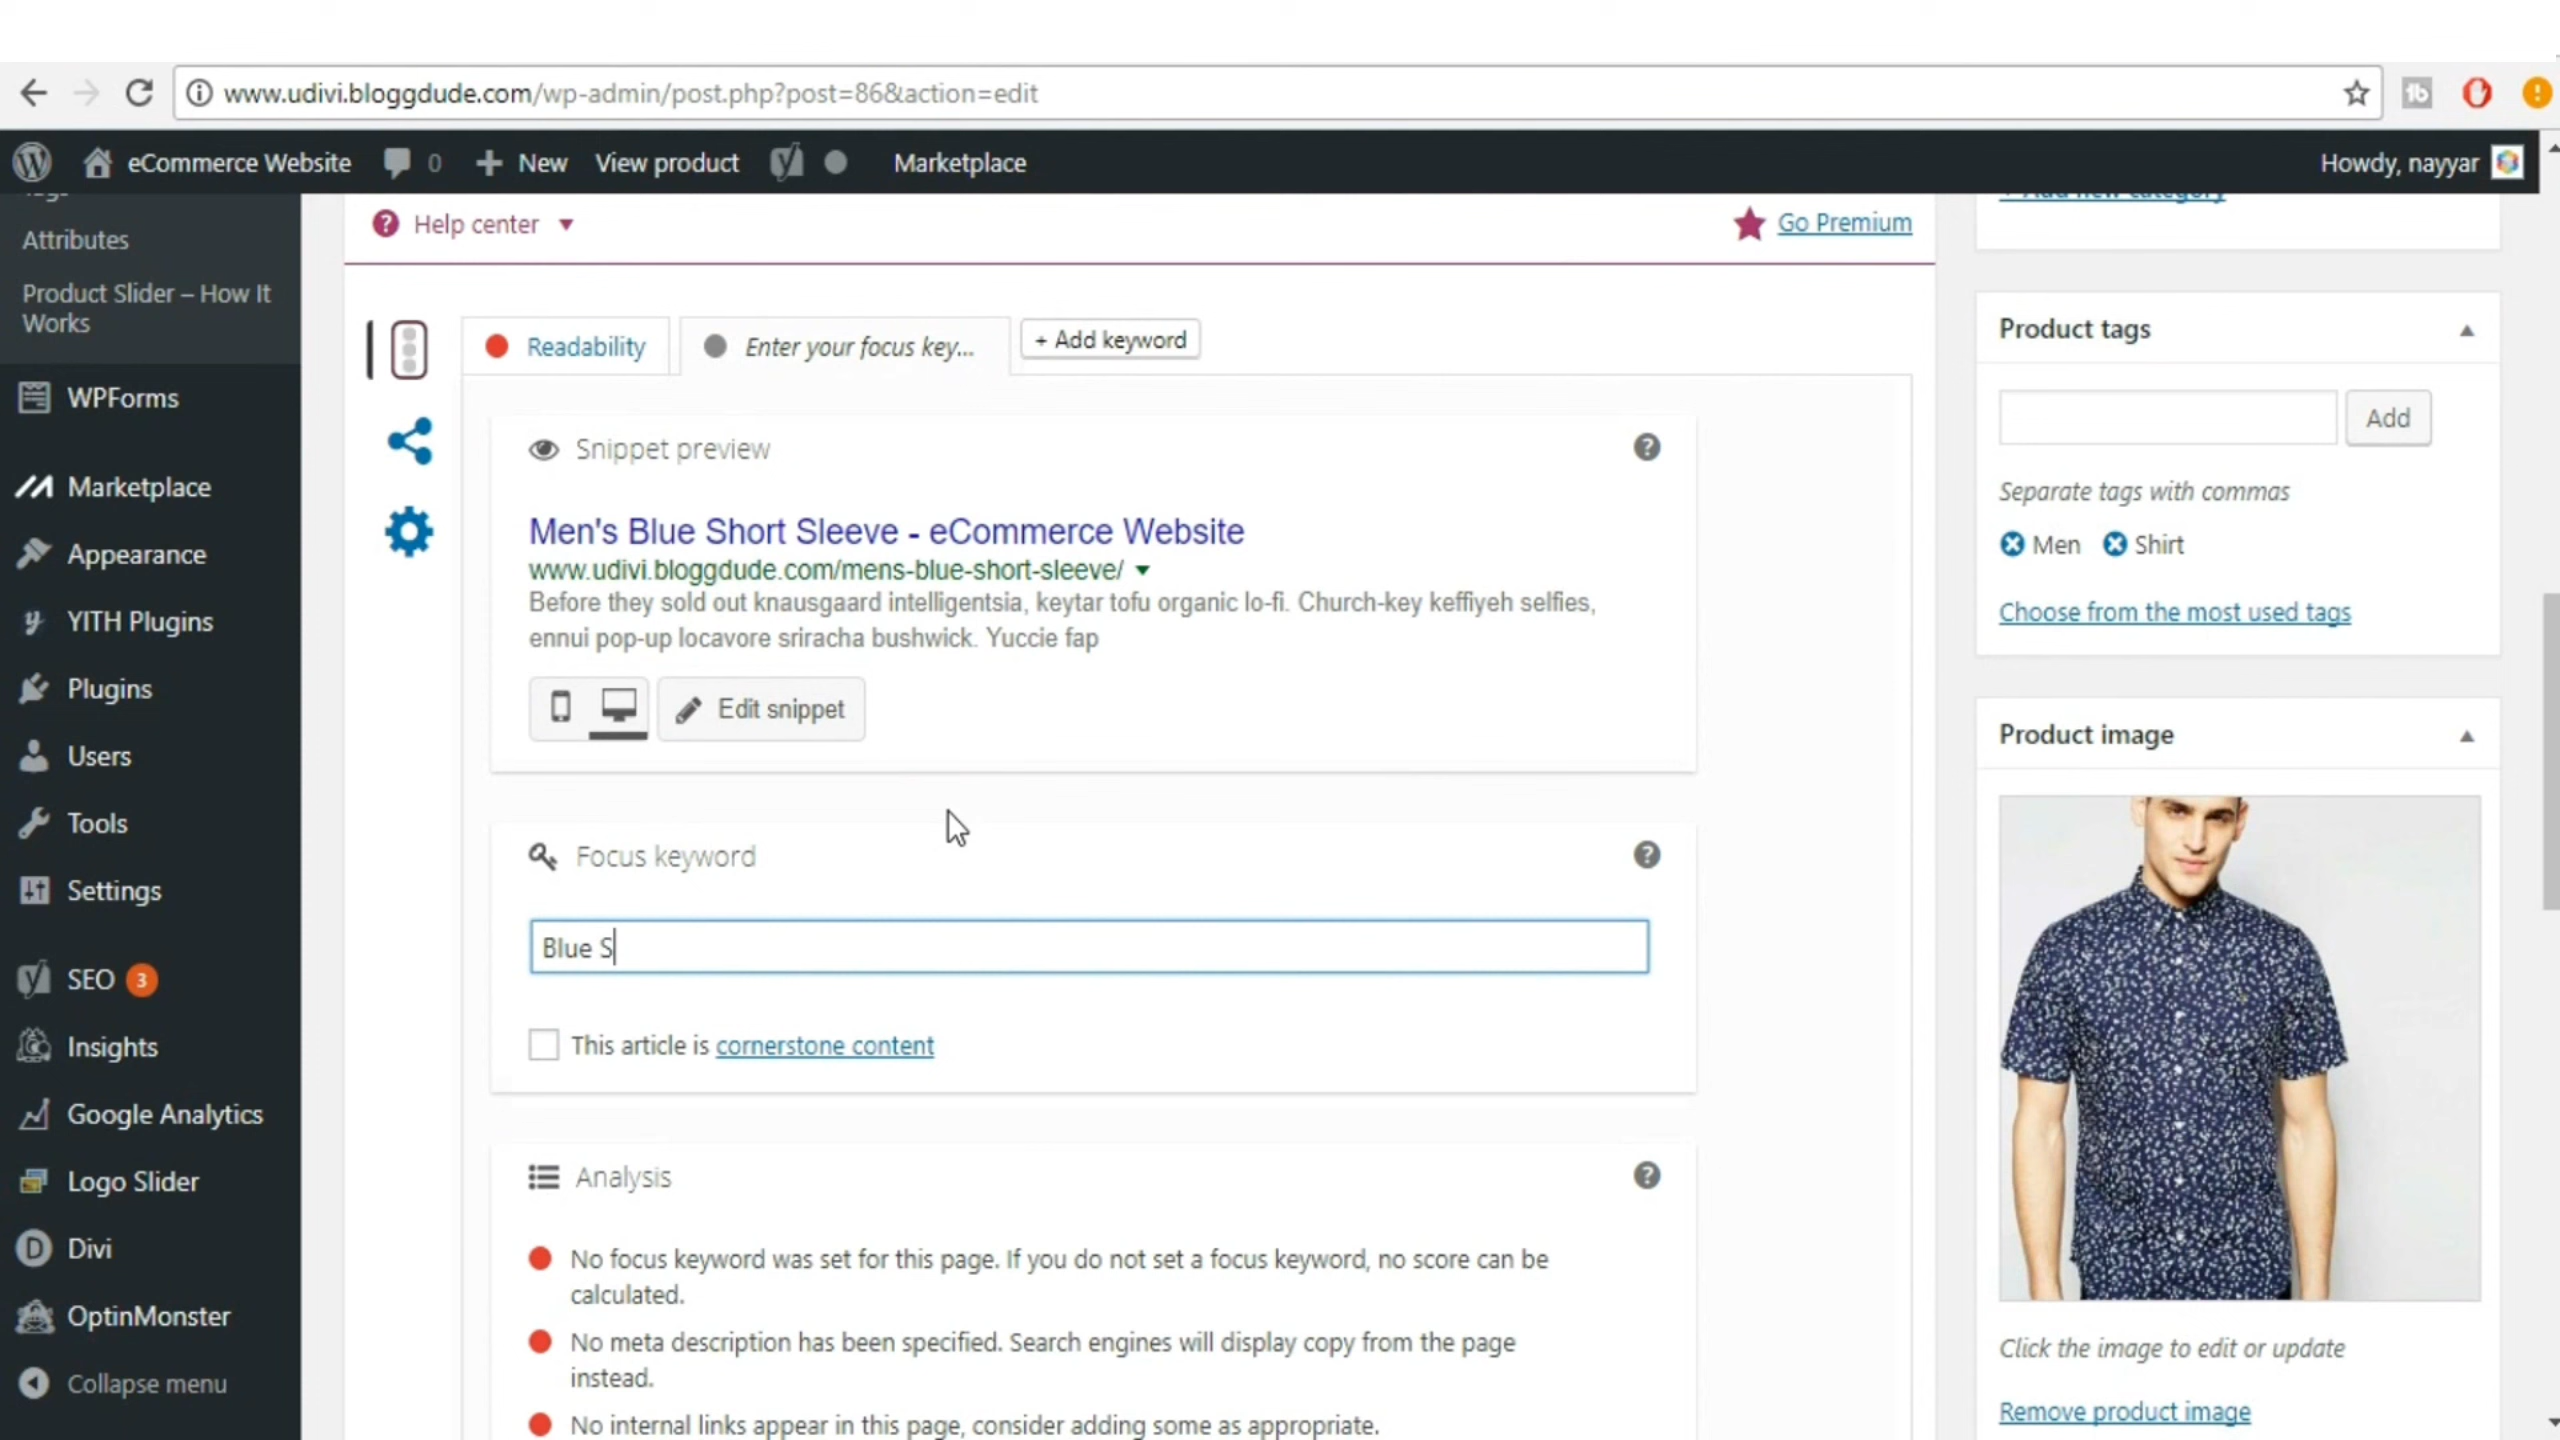 www.udivi.bloggdude.com/wp-admin/post.php?post=86&action=edit
eCommerce Website
0
New
View product
Marketplace
Howdy, nayyar
Tags
Attributes
Product Slider – How It
Works
WPForms
Marketplace
Appearance
YITH Plugins
Plugins
Users
Tools
Settings
SEO 3
Insights
Google Analytics
Logo Slider
Divi
OptinMonster
Collapse menu
Help center
Go Premium
Readability
Enter your focus key...
+ Add keyword
Snippet preview
Men's Blue Short Sleeve - eCommerce Website
www.udivi.bloggdude.com/mens-blue-short-sleeve/
Before they sold out knausgaard intelligentsia, keytar tofu organic lo-fi. Church-key keffiyeh selfies,
ennui pop-up locavore sriracha bushwick. Yuccie fap
Edit snippet
Focus keyword
Blue S
This article is cornerstone content
Analysis
No focus keyword was set for this page. If you do not set a focus keyword, no score can be
calculated.
No meta description has been specified. Search engines will display copy from the page
instead.
No internal links appear in this page, consider adding some as appropriate.
+ Add new category
Product tags
Add
Separate tags with commas
Men
Shirt
Choose from the most used tags
Product image
Click the image to edit or update
Remove product image